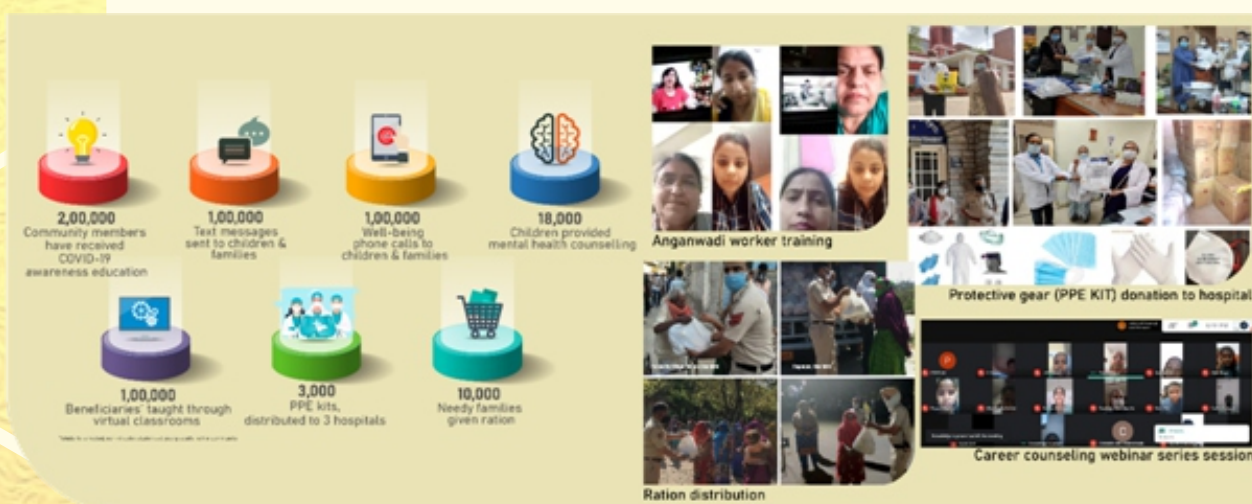 2,00,000
Community members
have received
COVID-19
awareness education
1,00,000
Text messages
sent to children &
families
1,00,000
Well-being
phone calls to
children & families
18,000
Children provided
mental health counselling
1,00,000
Beneficiaries' taught through
virtual classrooms
3,000
PPE kits,
distributed to 3 hospitals
10,000
Needy families
given ration
Anganwadi worker training
Ration distribution
Protective gear (PPE KIT) donation to hospital
P
C
Career counseling webinar series session